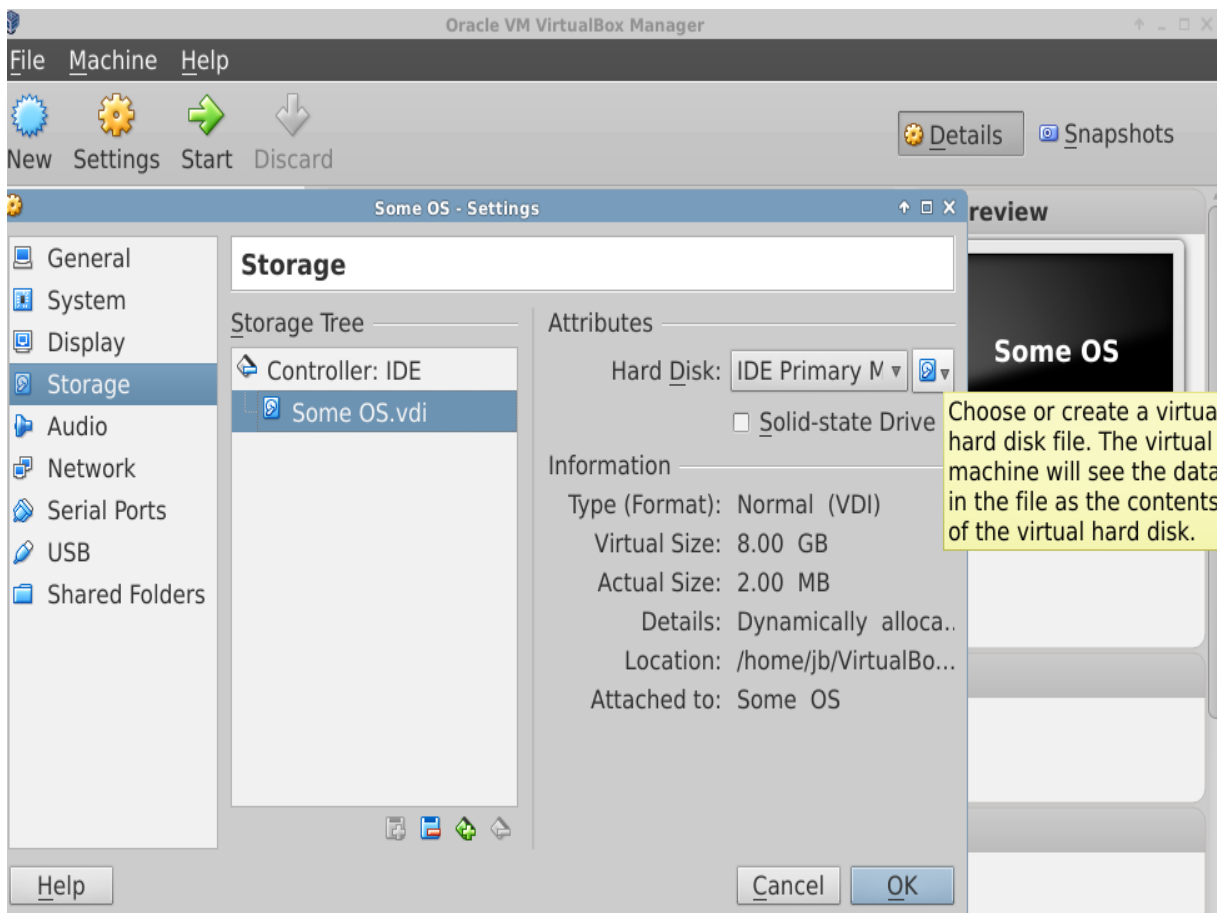 Oracle VM VirtualBox Manager
File Machine Help
New Settings Start Discard
Details Snapshots
Some OS - Settings
review
General
System
Display
Storage
Audio
Network
Serial Ports
USB
Shared Folders
Storage
Storage Tree
Controller: IDE
Some OS.vdi
Attributes
Hard Disk: IDE Primary M
Solid-state Drive
Information
Type (Format): Normal (VDI)
Virtual Size: 8.00 GB
Actual Size: 2.00 MB
Details: Dynamically alloca..
Location: /home/jb/VirtualBo...
Attached to: Some OS
Some OS
Choose or create a virtua
hard disk file. The virtual
machine will see the data
in the file as the contents
of the virtual hard disk.
Help Cancel OK